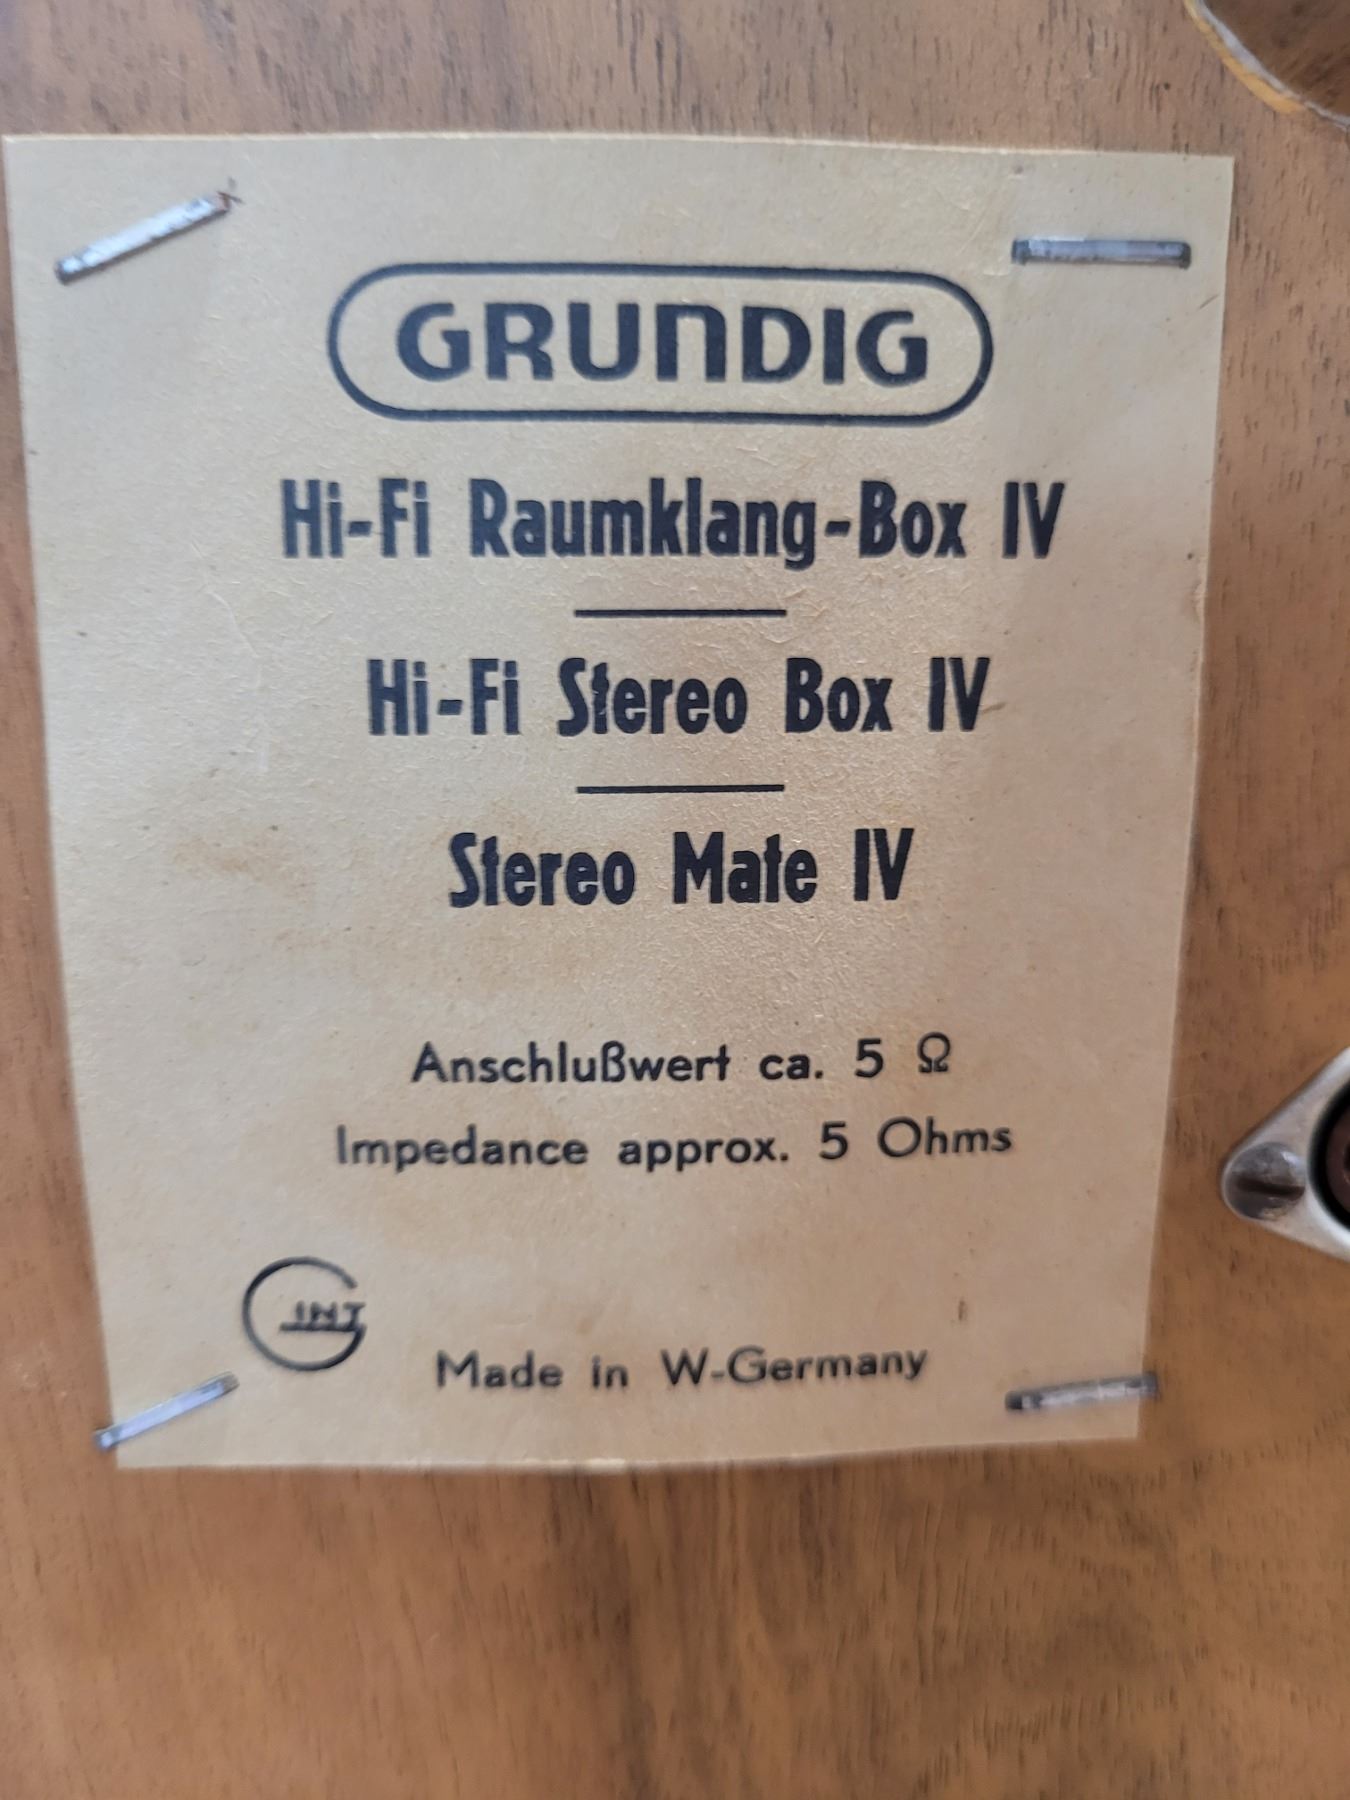 GRUNDIG
Hi-Fi Raumklang-Box IV
Hi-Fi Stereo Box IV
Stereo Mate IV
Anschlußwert ca. 5 Ω
Impedance approx. 5 Ohms
G INT
Made in W-Germany